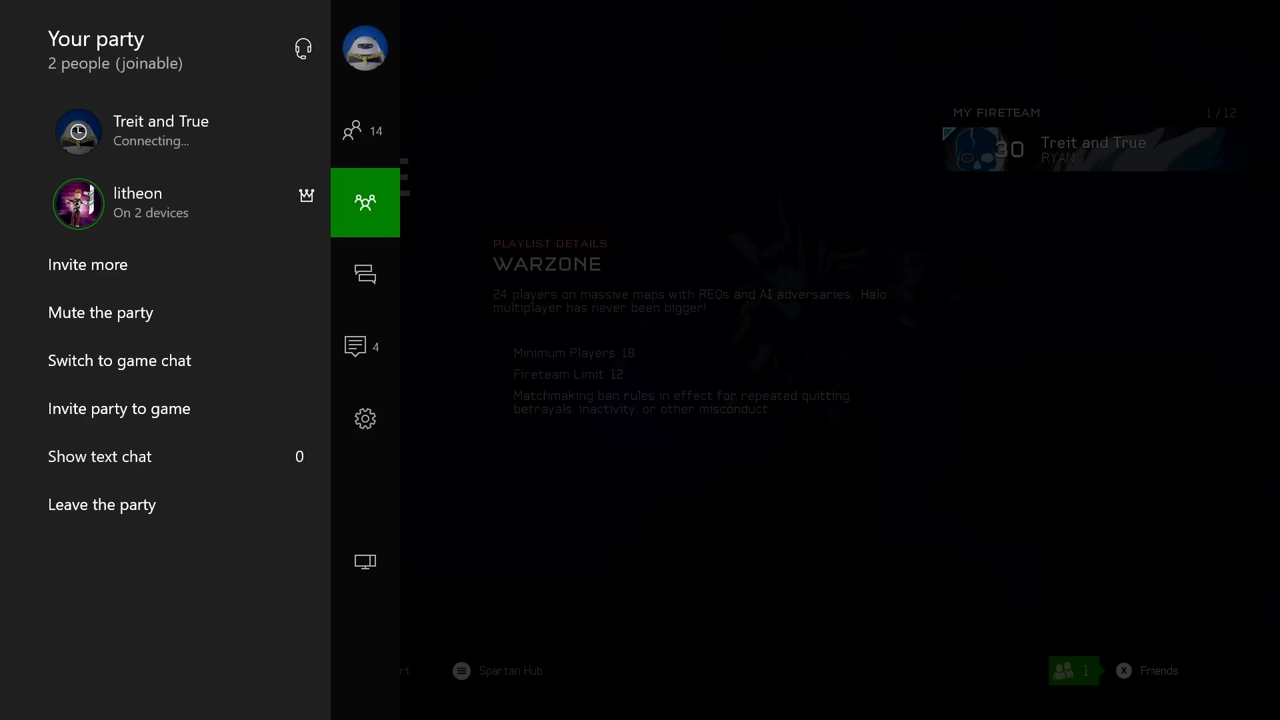 Your party
2 people (joinable)
Treit and True
Connecting...
litheon
On 2 devices
Invite more
Mute the party
Switch to game chat
Invite party to game
Show text chat 0
Leave the party
14
4
MY FIRETEAM 1/12
30 Treit and True
RYAN
PLAYLIST DETAILS
WARZONE
24 players on massive maps with REQs and AI adversaries. Halo
multiplayer has never been bigger!
Minimum Players 18
Fireteam Limit 12
Matchmaking ban rules in effect for repeated quitting,
betrayals, inactivity, or other misconduct
rt
Spartan Hub
1
X Friends